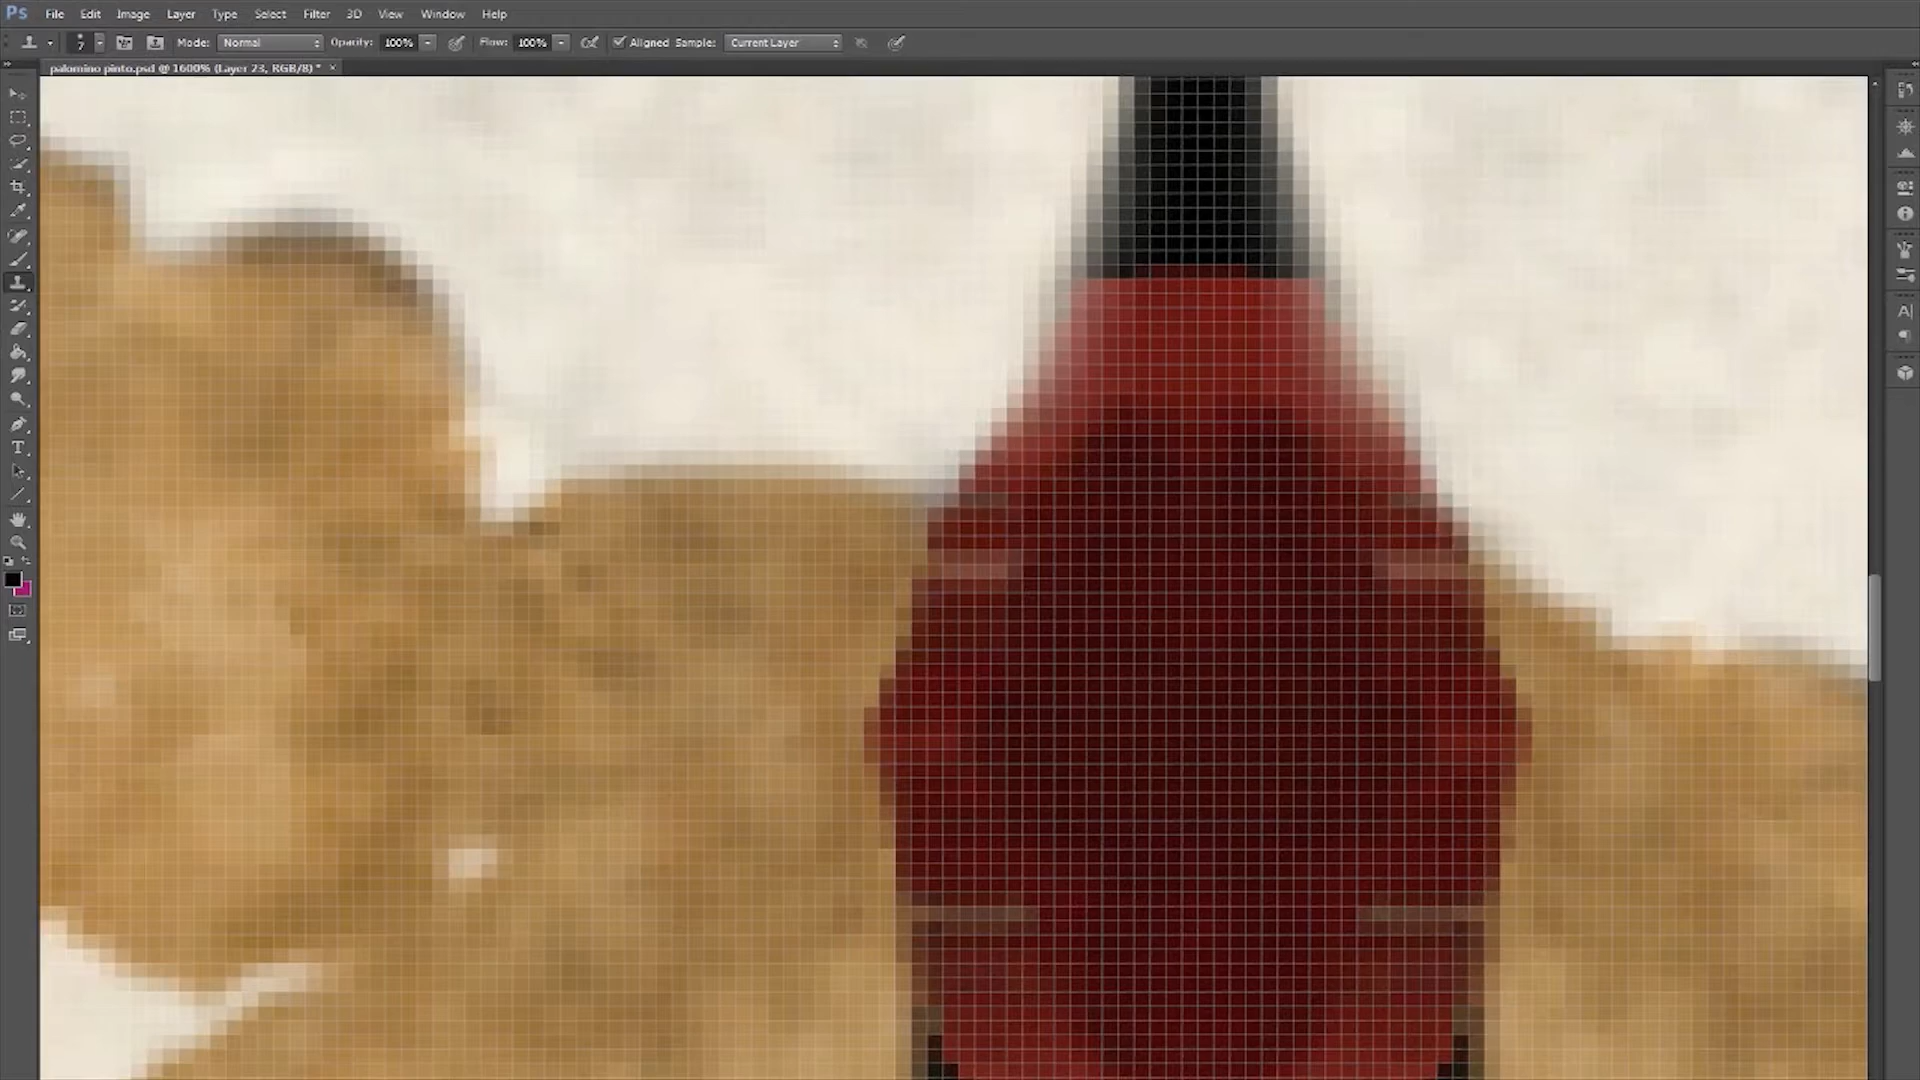 Ps File Edit Image Layer Type Select Filter 3D View Window Help
7 Mode: Normal Opacity: 100% Flow: 100% Aligned Sample: Current Layer
palomino pinto.psd @ 1600% (Layer 23, RGB/8) * ×